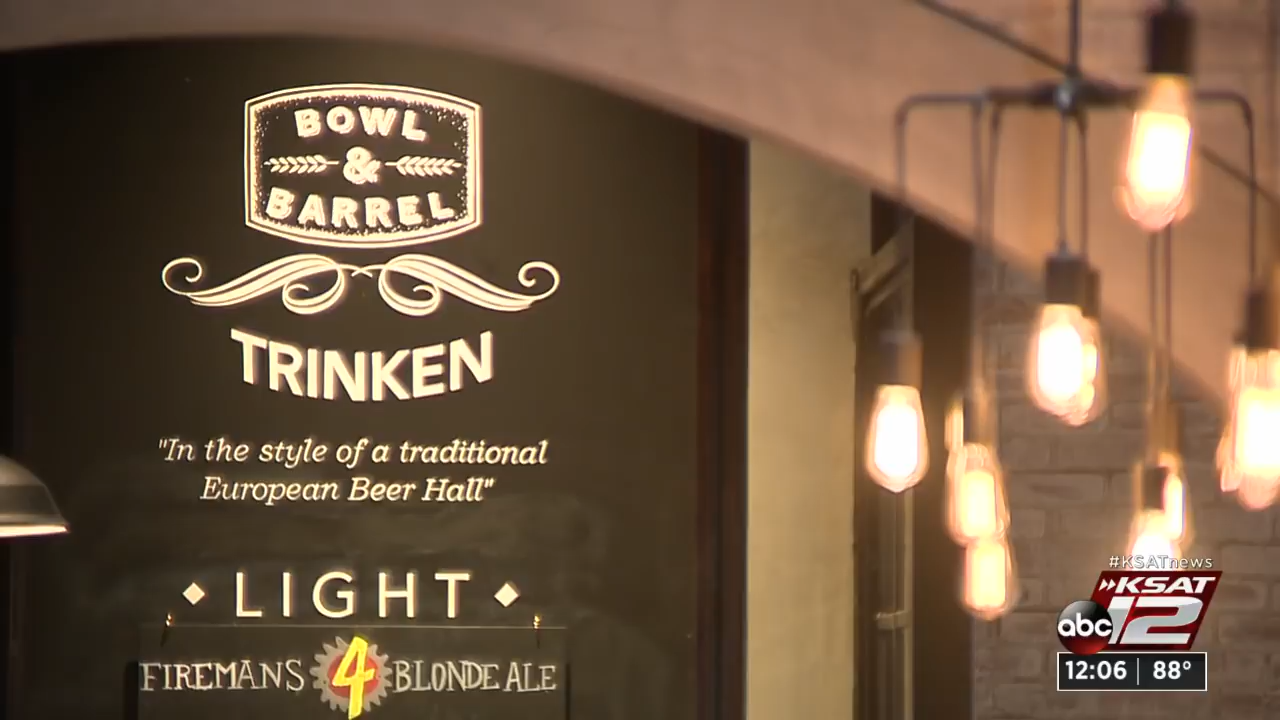 BOWL
&
BARREL
TRINKEN
"In the style of a traditional
European Beer Hall"
LIGHT
FIREMANS 4 BLONDE ALE
#KSATnews
KSAT
abc 12
12:06 | 88°